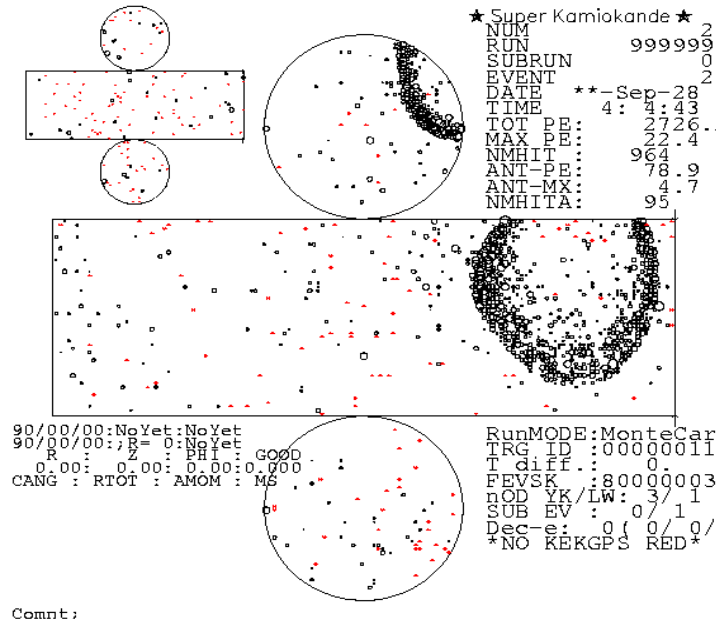 ★ Super Kamiokande ★
NUM 2
RUN 999999
SUBRUN 0
EVENT 2
DATE **-Sep-28
TIME 4: 4:43
TOT PE: 2726.
MAX PE: 22.4
NMHIT : 964
ANT-PE: 78.9
ANT-MX: 4.7
NMHITA: 95
90/00/00:NoYet:NoYet
90/00/00:;R= 0:NoYet
R : Z : PHI : GOOD
0.00: 0.00: 0.00:0.000
CANG : RTOT : AMOM : MS
RunMODE:MonteCar
TRG ID :00000011
T diff.: 0.
FEVSK :80000003
nOD YK/LW: 3/ 1
SUB EV : 0/ 1
Dec-e: 0( 0/ 0/
*NO KEKGPS RED*
Comnt;